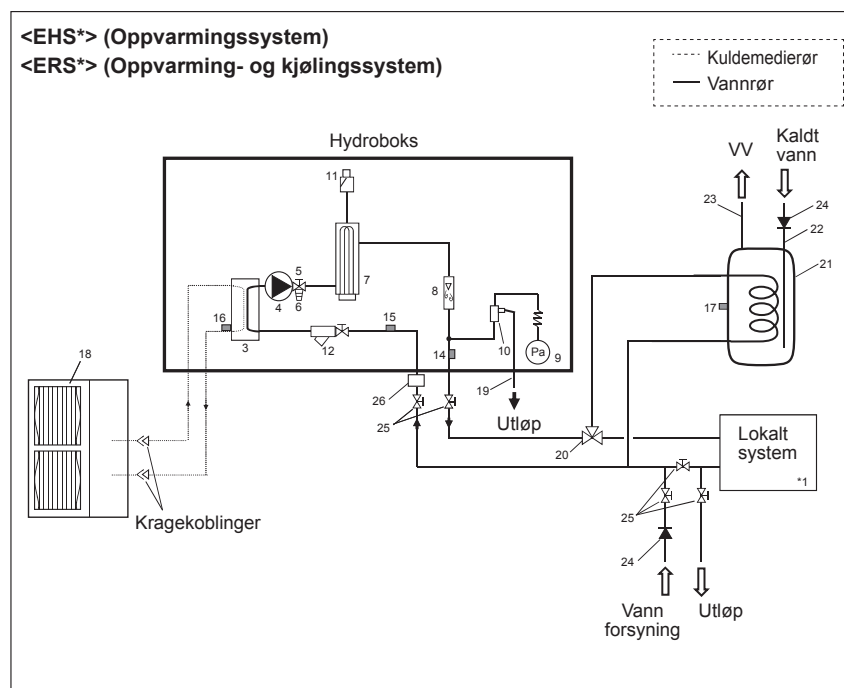 <EHS*> (Oppvarmingssystem)
<ERS*> (Oppvarming- og kjølingssystem)
Kuldemedierør
Vannrør
Hydroboks
VV
Kaldt
vann
11
23
24
22
21
5
7
8
6
4
17
16
15
3
12
14
10
Pa
9
18
26
19
25
Utløp
20
Lokalt
system
*1
Kragekoblinger
25
24
Vann
forsyning
Utløp